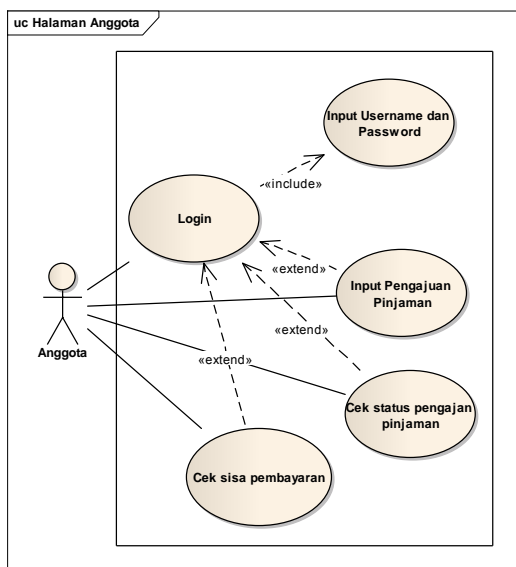 uc Halaman Anggota
Input Username dan
Password
«include»
Login
«extend»
Input Pengajuan
Pinjaman
«extend»
Anggota
«extend»
Cek status pengajan
pinjaman
Cek sisa pembayaran